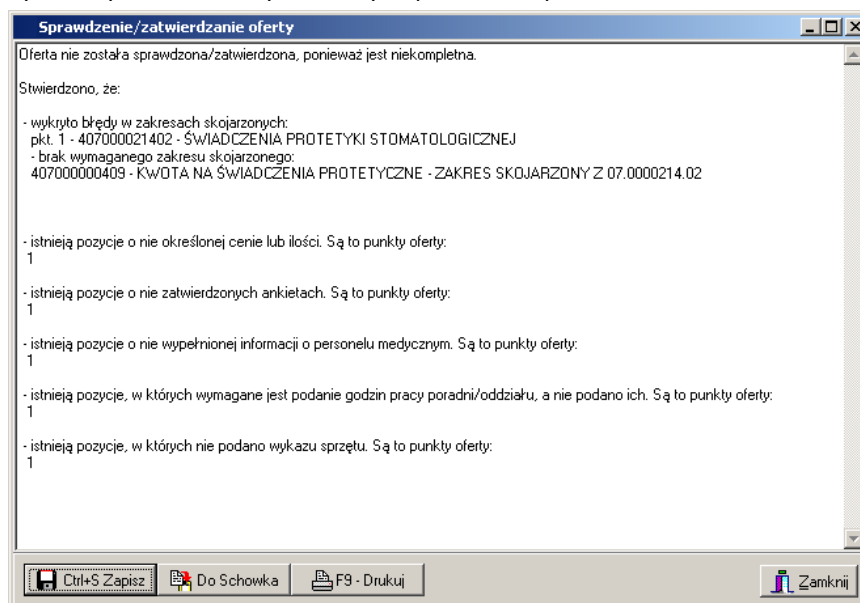 Sprawdzenie/zatwierdzanie oferty
Oferta nie została sprawdzona/zatwierdzona, ponieważ jest niekompletna.
Stwierdzono, że:
- wykryto błędy w zakresach skojarzonych:
pkt. 1 - 407000021402 - ŚWIADCZENIA PROTETYKI STOMATOLOGICZNEJ
- brak wymaganego zakresu skojarzonego:
407000000409 - KWOTA NA ŚWIADCZENIA PROTETYCZNE - ZAKRES SKOJARZONY Z 07.0000214.02
- istnieją pozycje o nie określonej cenie lub ilości. Są to punkty oferty:
1
- istnieją pozycje o nie zatwierdzonych ankietach. Są to punkty oferty:
1
- istnieją pozycje o nie wypełnionej informacji o personelu medycznym. Są to punkty oferty:
1
- istnieją pozycje, w których wymagane jest podanie godzin pracy poradni/oddziału, a nie podano ich. Są to punkty oferty:
1
- istnieją pozycje, w których nie podano wykazu sprzętu. Są to punkty oferty:
1
Ctrl+S Zapisz Do Schowka F9 - Drukuj Zamknij